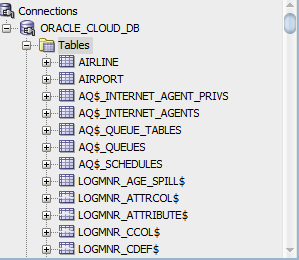 Connections
ORACLE_CLOUD_DB
Tables
AIRLINE
AIRPORT
AQ$_INTERNET_AGENT_PRIVS
AQ$_INTERNET_AGENTS
AQ$_QUEUE_TABLES
AQ$_QUEUES
AQ$_SCHEDULES
LOGMNR_AGE_SPILL$
LOGMNR_ATTRCOL$
LOGMNR_ATTRIBUTE$
LOGMNR_CCOL$
LOGMNR_CDEF$